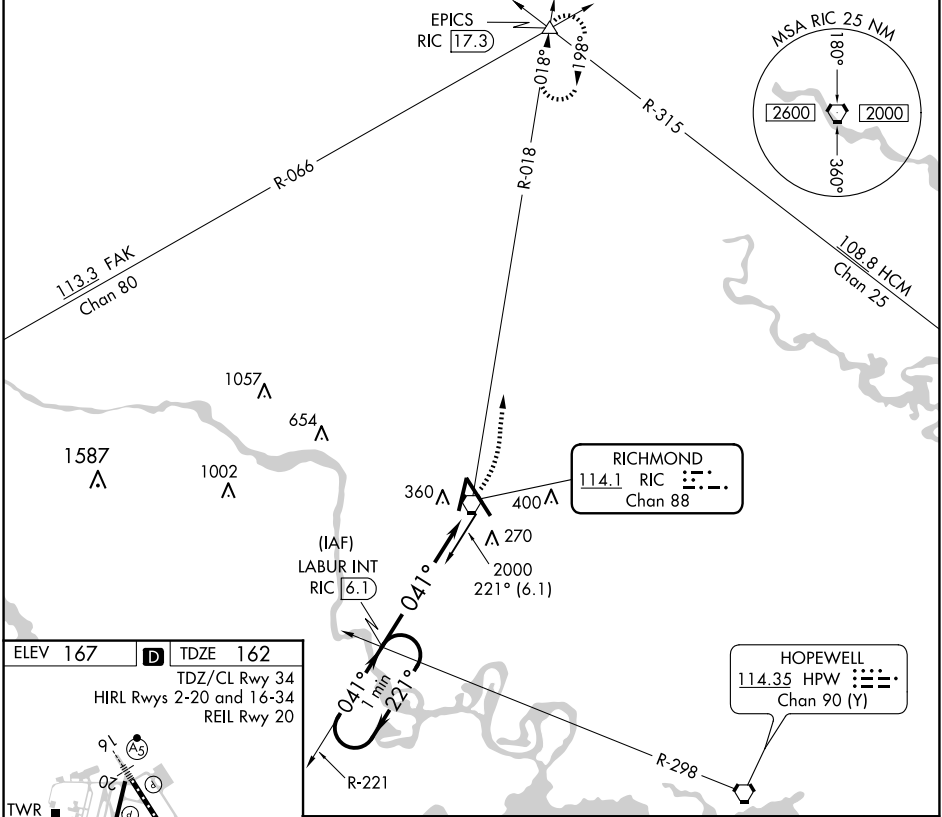 EPICS
RIC 17.3
018°
198°
MSA RIC 25 NM
180°
2600
2000
360°
R-066
R-018
R-315
113.3 FAK
Chan 80
108.8 HCM
Chan 25
1057
654
1587
1002
360
400
270
RICHMOND
114.1 RIC
Chan 88
(IAF)
LABUR INT
RIC 6.1
041°
2000
221° (6.1)
041°
1 min
221°
R-221
R-298
HOPEWELL
114.35 HPW
Chan 90 (Y)
ELEV 167
D
TDZE 162
TDZ/CL Rwy 34
HIRL Rwys 2-20 and 16-34
REIL Rwy 20
16
A5
20
P
P
TWR